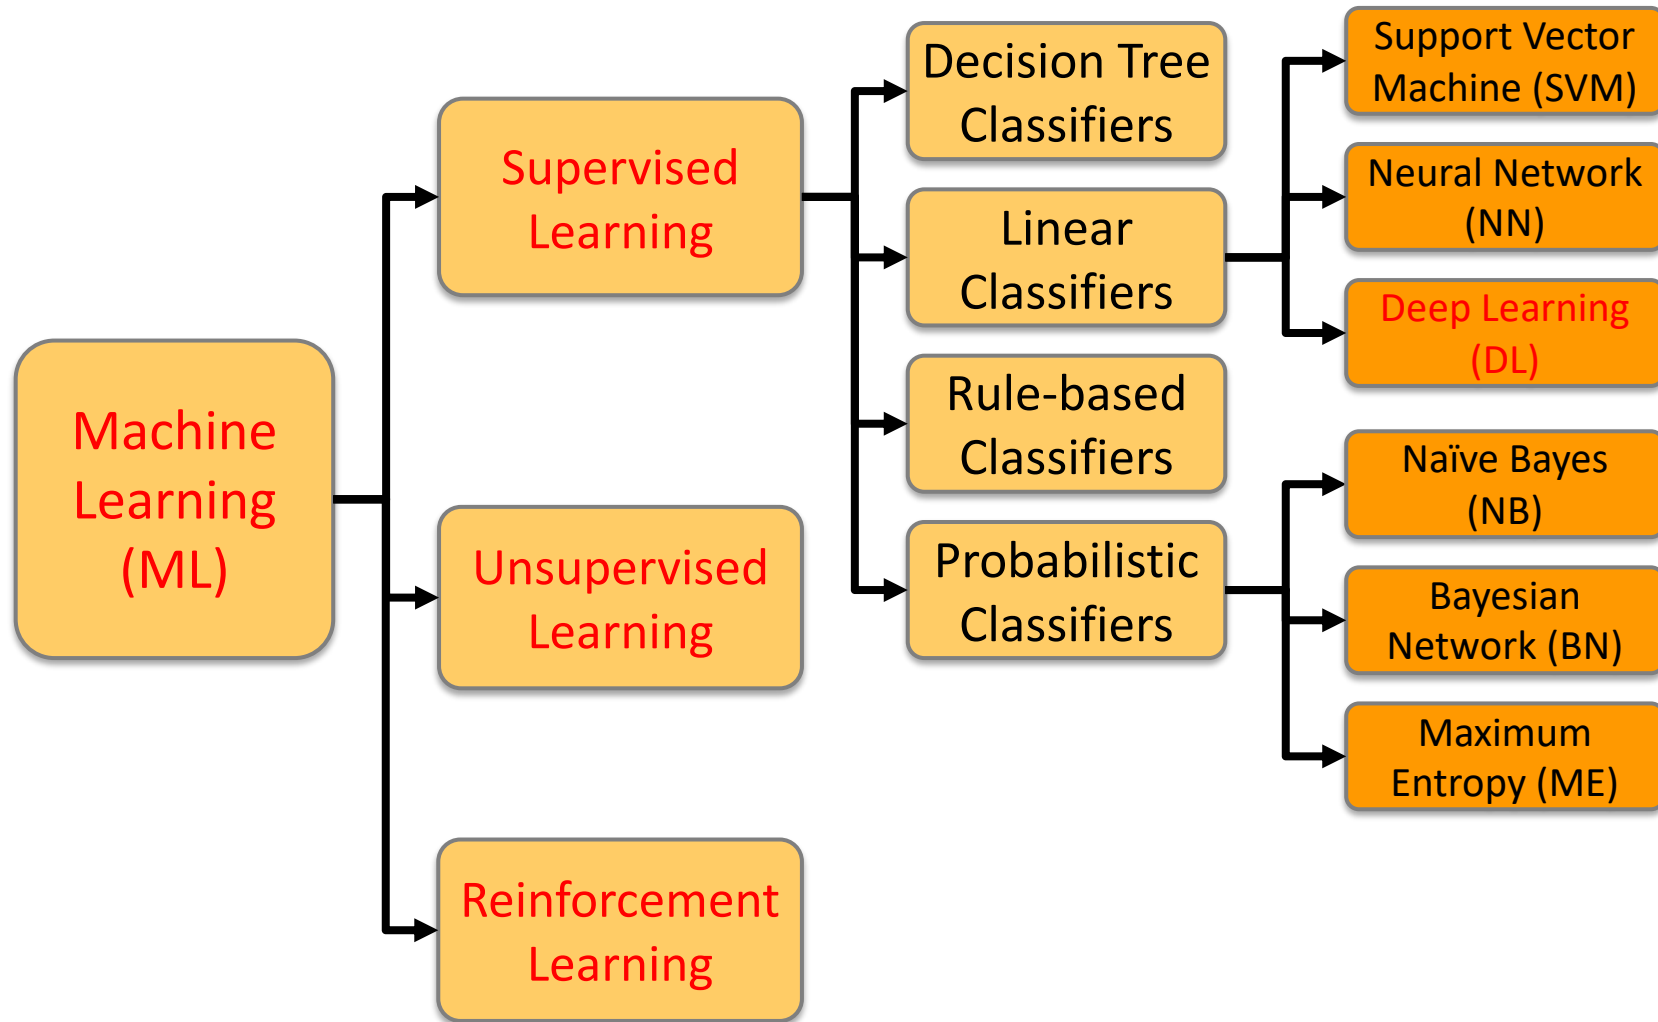 Machine
Learning
(ML)
Supervised
Learning
Unsupervised
Learning
Reinforcement
Learning
Decision Tree
Classifiers
Linear
Classifiers
Rule-based
Classifiers
Probabilistic
Classifiers
Support Vector
Machine (SVM)
Neural Network
(NN)
Deep Learning
(DL)
Naïve Bayes
(NB)
Bayesian
Network (BN)
Maximum
Entropy (ME)